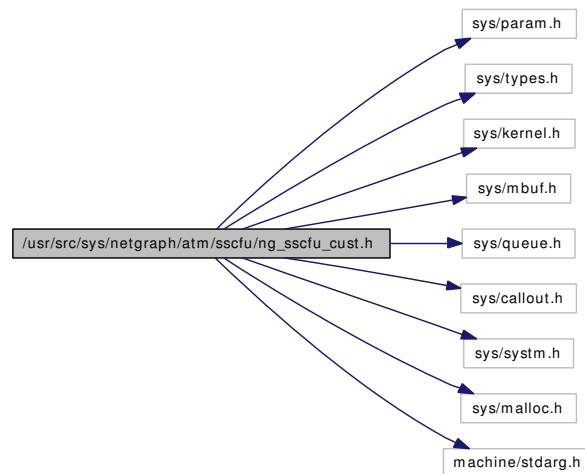 sys/param.h
sys/types.h
sys/kernel.h
sys/mbuf.h
/usr/src/sys/netgraph/atm/sscfu/ng_sscfu_cust.h
sys/queue.h
sys/callout.h
sys/systm.h
sys/malloc.h
machine/stdarg.h